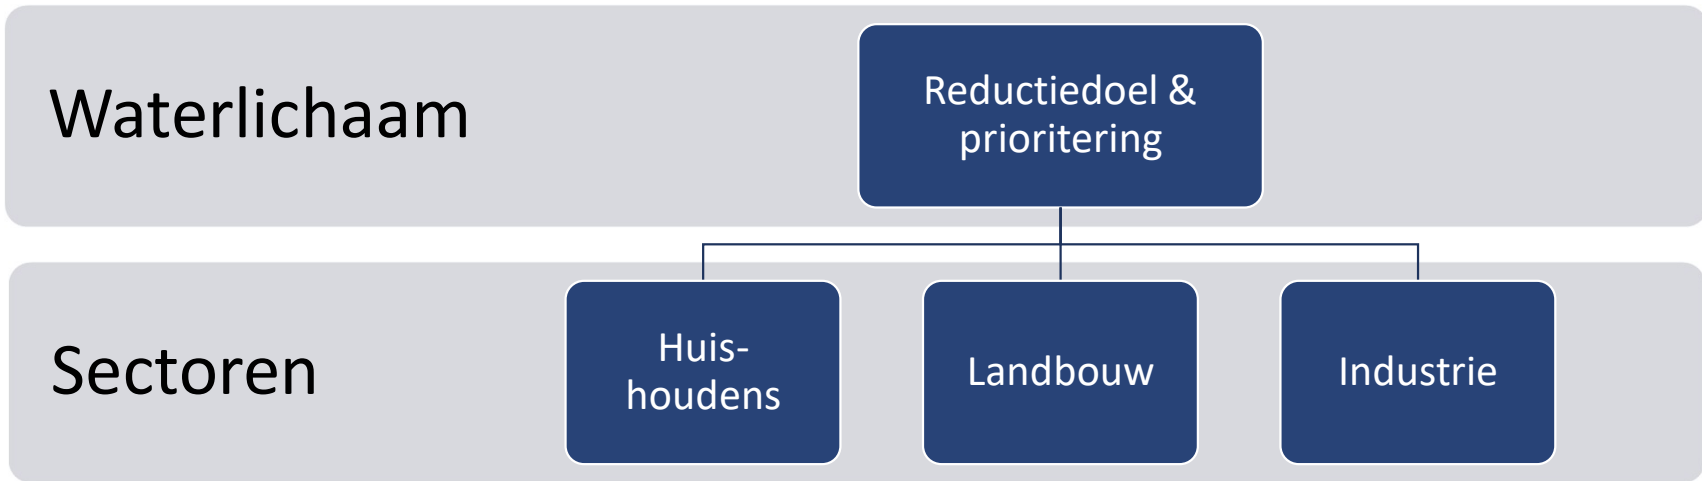 Waterlichaam
Reductiedoel &
prioritering
Sectoren
Huis-
houdens
Landbouw
Industrie